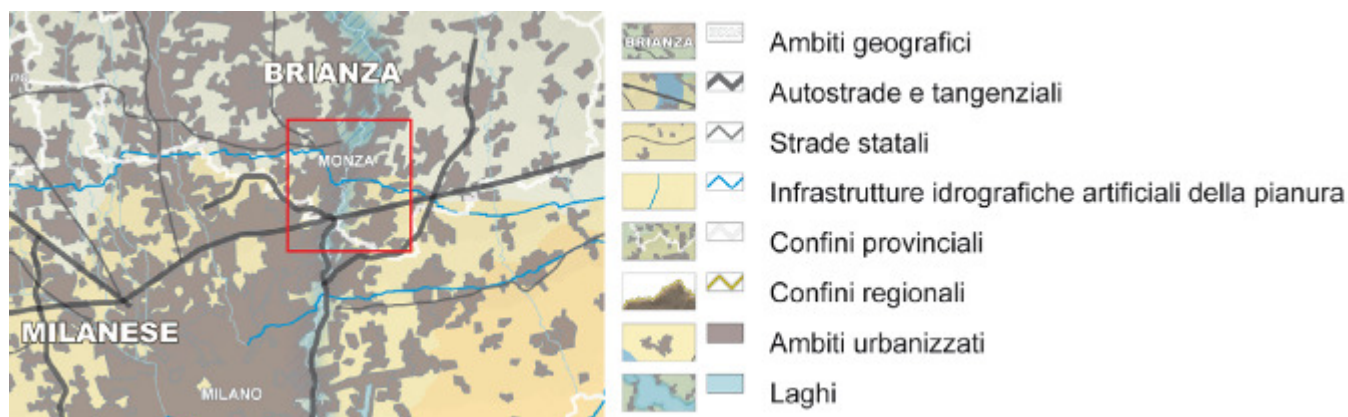 BRIANZA
MONZA
MILANESE
MILANO
BRIANZA
Ambiti geografici
Autostrade e tangenziali
Strade statali
Infrastrutture idrografiche artificiali della pianura
Confini provinciali
Confini regionali
Ambiti urbanizzati
Laghi